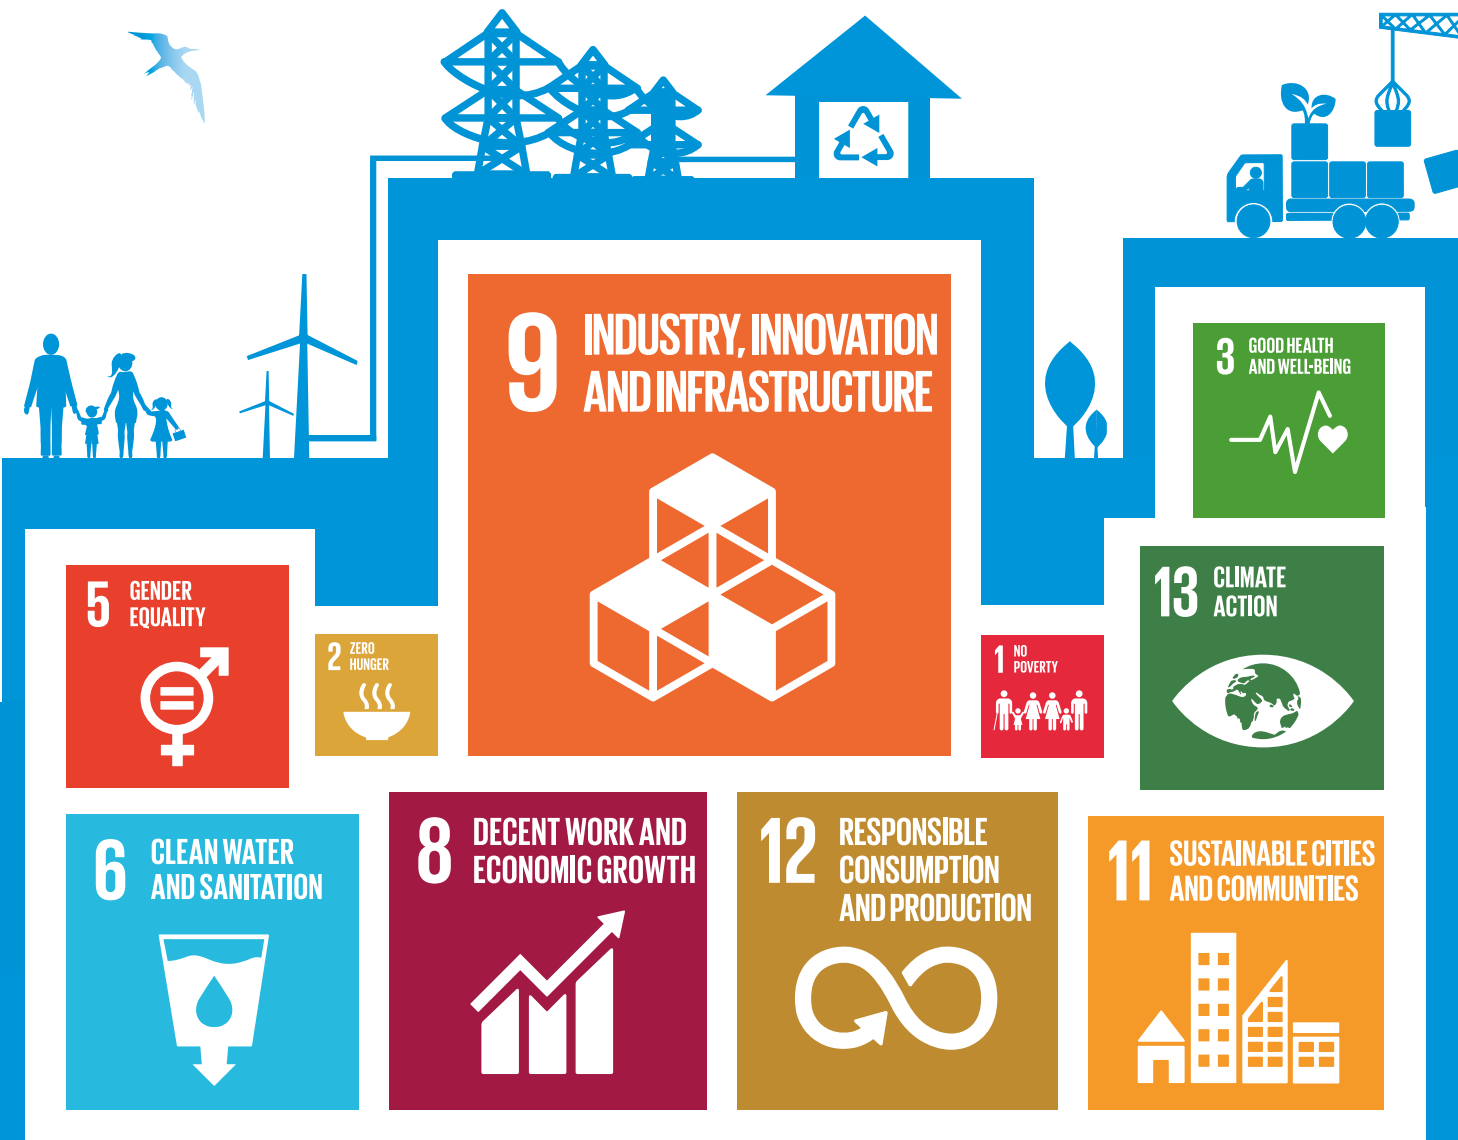 9 INDUSTRY, INNOVATION
AND INFRASTRUCTURE
3 GOOD HEALTH
AND WELL-BEING
5 GENDER
EQUALITY
2 ZERO
HUNGER
1 NO
POVERTY
13 CLIMATE
ACTION
6 CLEAN WATER
AND SANITATION
8 DECENT WORK AND
ECONOMIC GROWTH
12 RESPONSIBLE
CONSUMPTION
AND PRODUCTION
11 SUSTAINABLE CITIES
AND COMMUNITIES